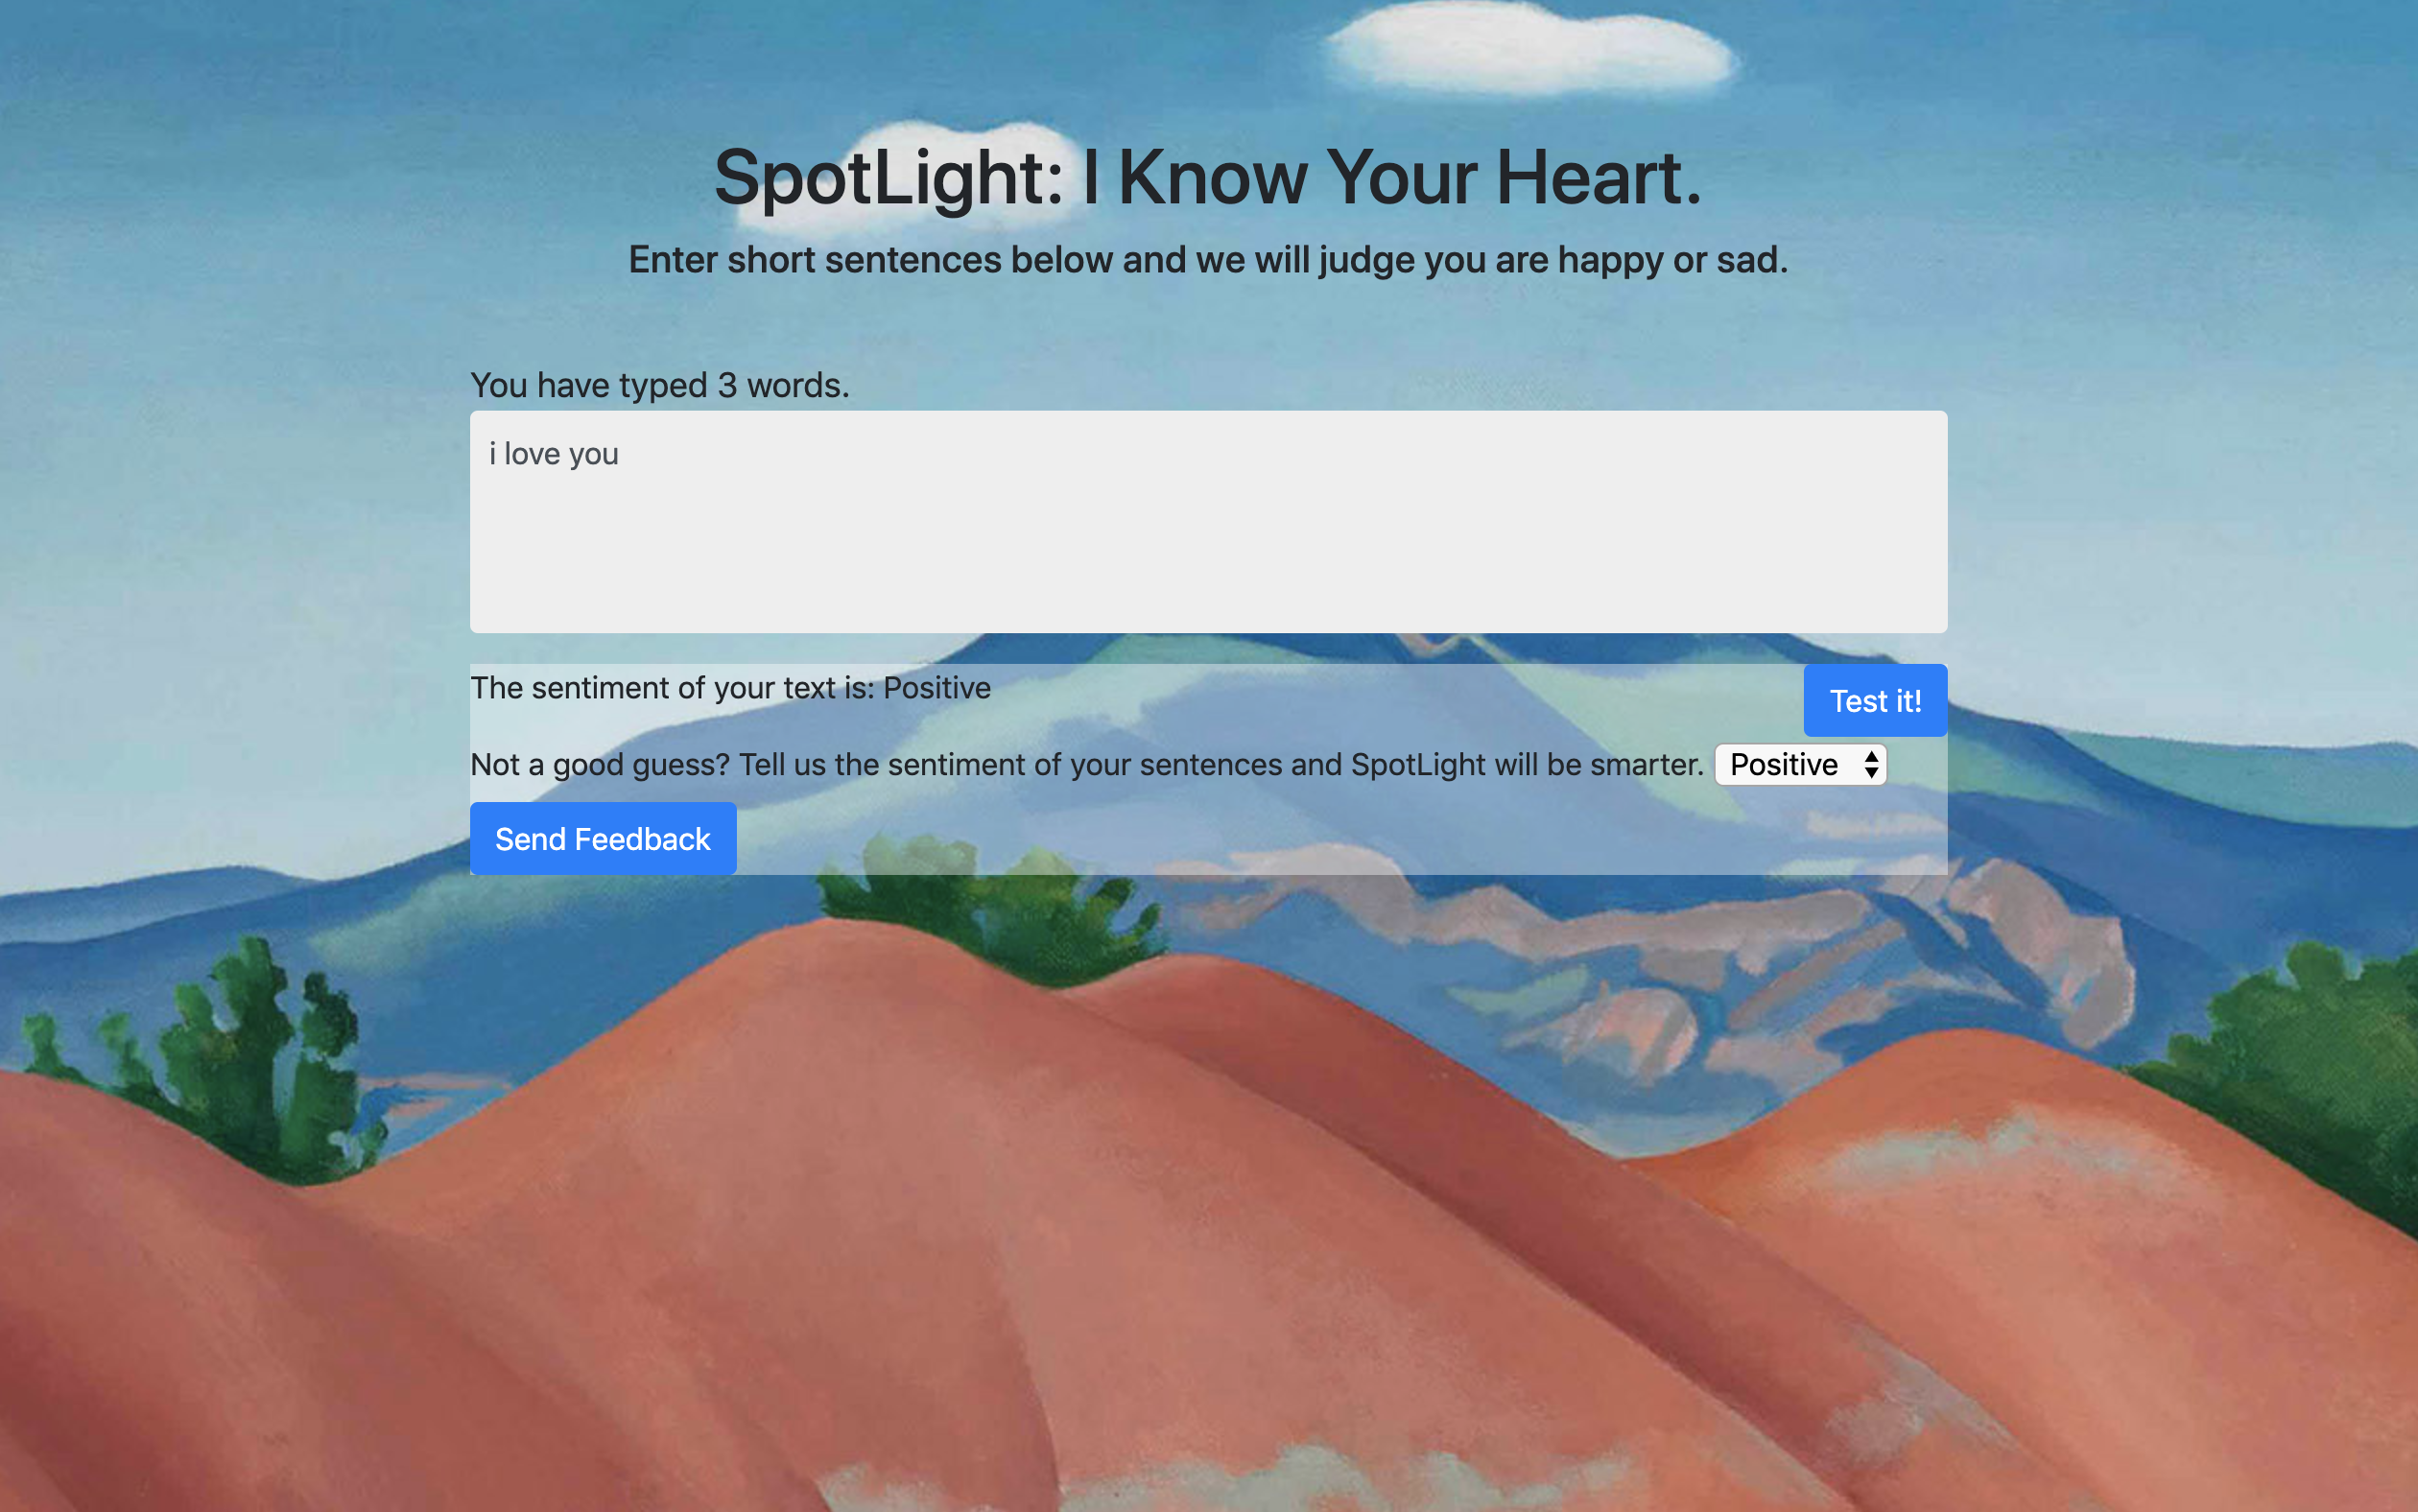 SpotLight: I Know Your Heart.
Enter short sentences below and we will judge you are happy or sad.
You have typed 3 words.
i love you
The sentiment of your text is: Positive
Test it!
Not a good guess? Tell us the sentiment of your sentences and SpotLight will be smarter. Positive
Send Feedback